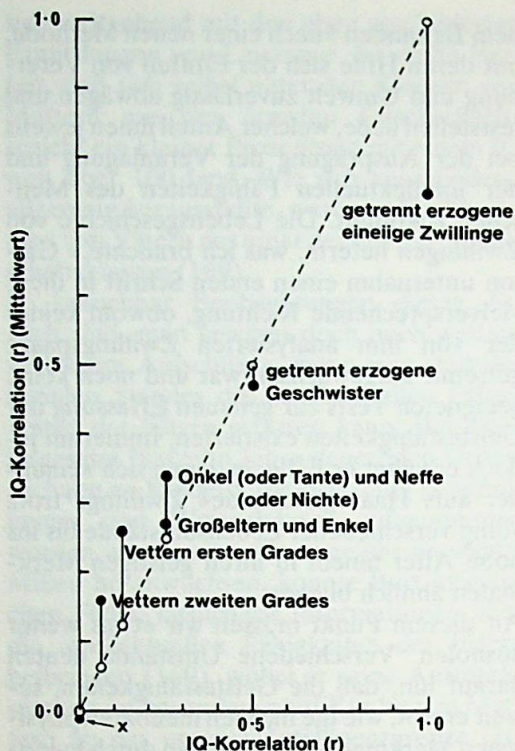 1·0
getrennt erzogene
eineiige Zwillinge
IQ-Korrelation (r) (Mittelwert)
0·5
getrennt erzogene
Geschwister
Onkel (oder Tante) und Neffe
(oder Nichte)
Großeltern und Enkel
Vettern ersten Grades
Vettern zweiten Grades
0·0
x
0·5
1·0
IQ-Korrelation (r)